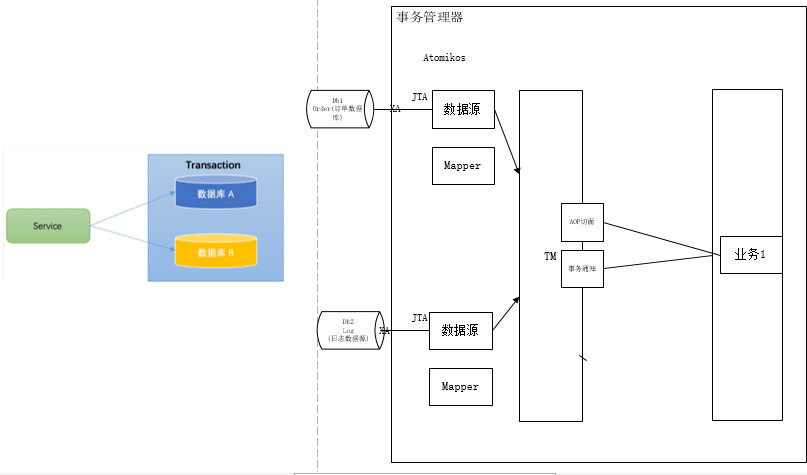 事务管理器
Atomikos
Db1
Order(订单数据
库)
XA
JTA
数据源
Mapper
Transaction
数据库 A
Service
数据库 B
AOP切面
TM
事务通知
业务1
Db2
Log
(日志数据源)
XA
JTA
数据源
Mapper